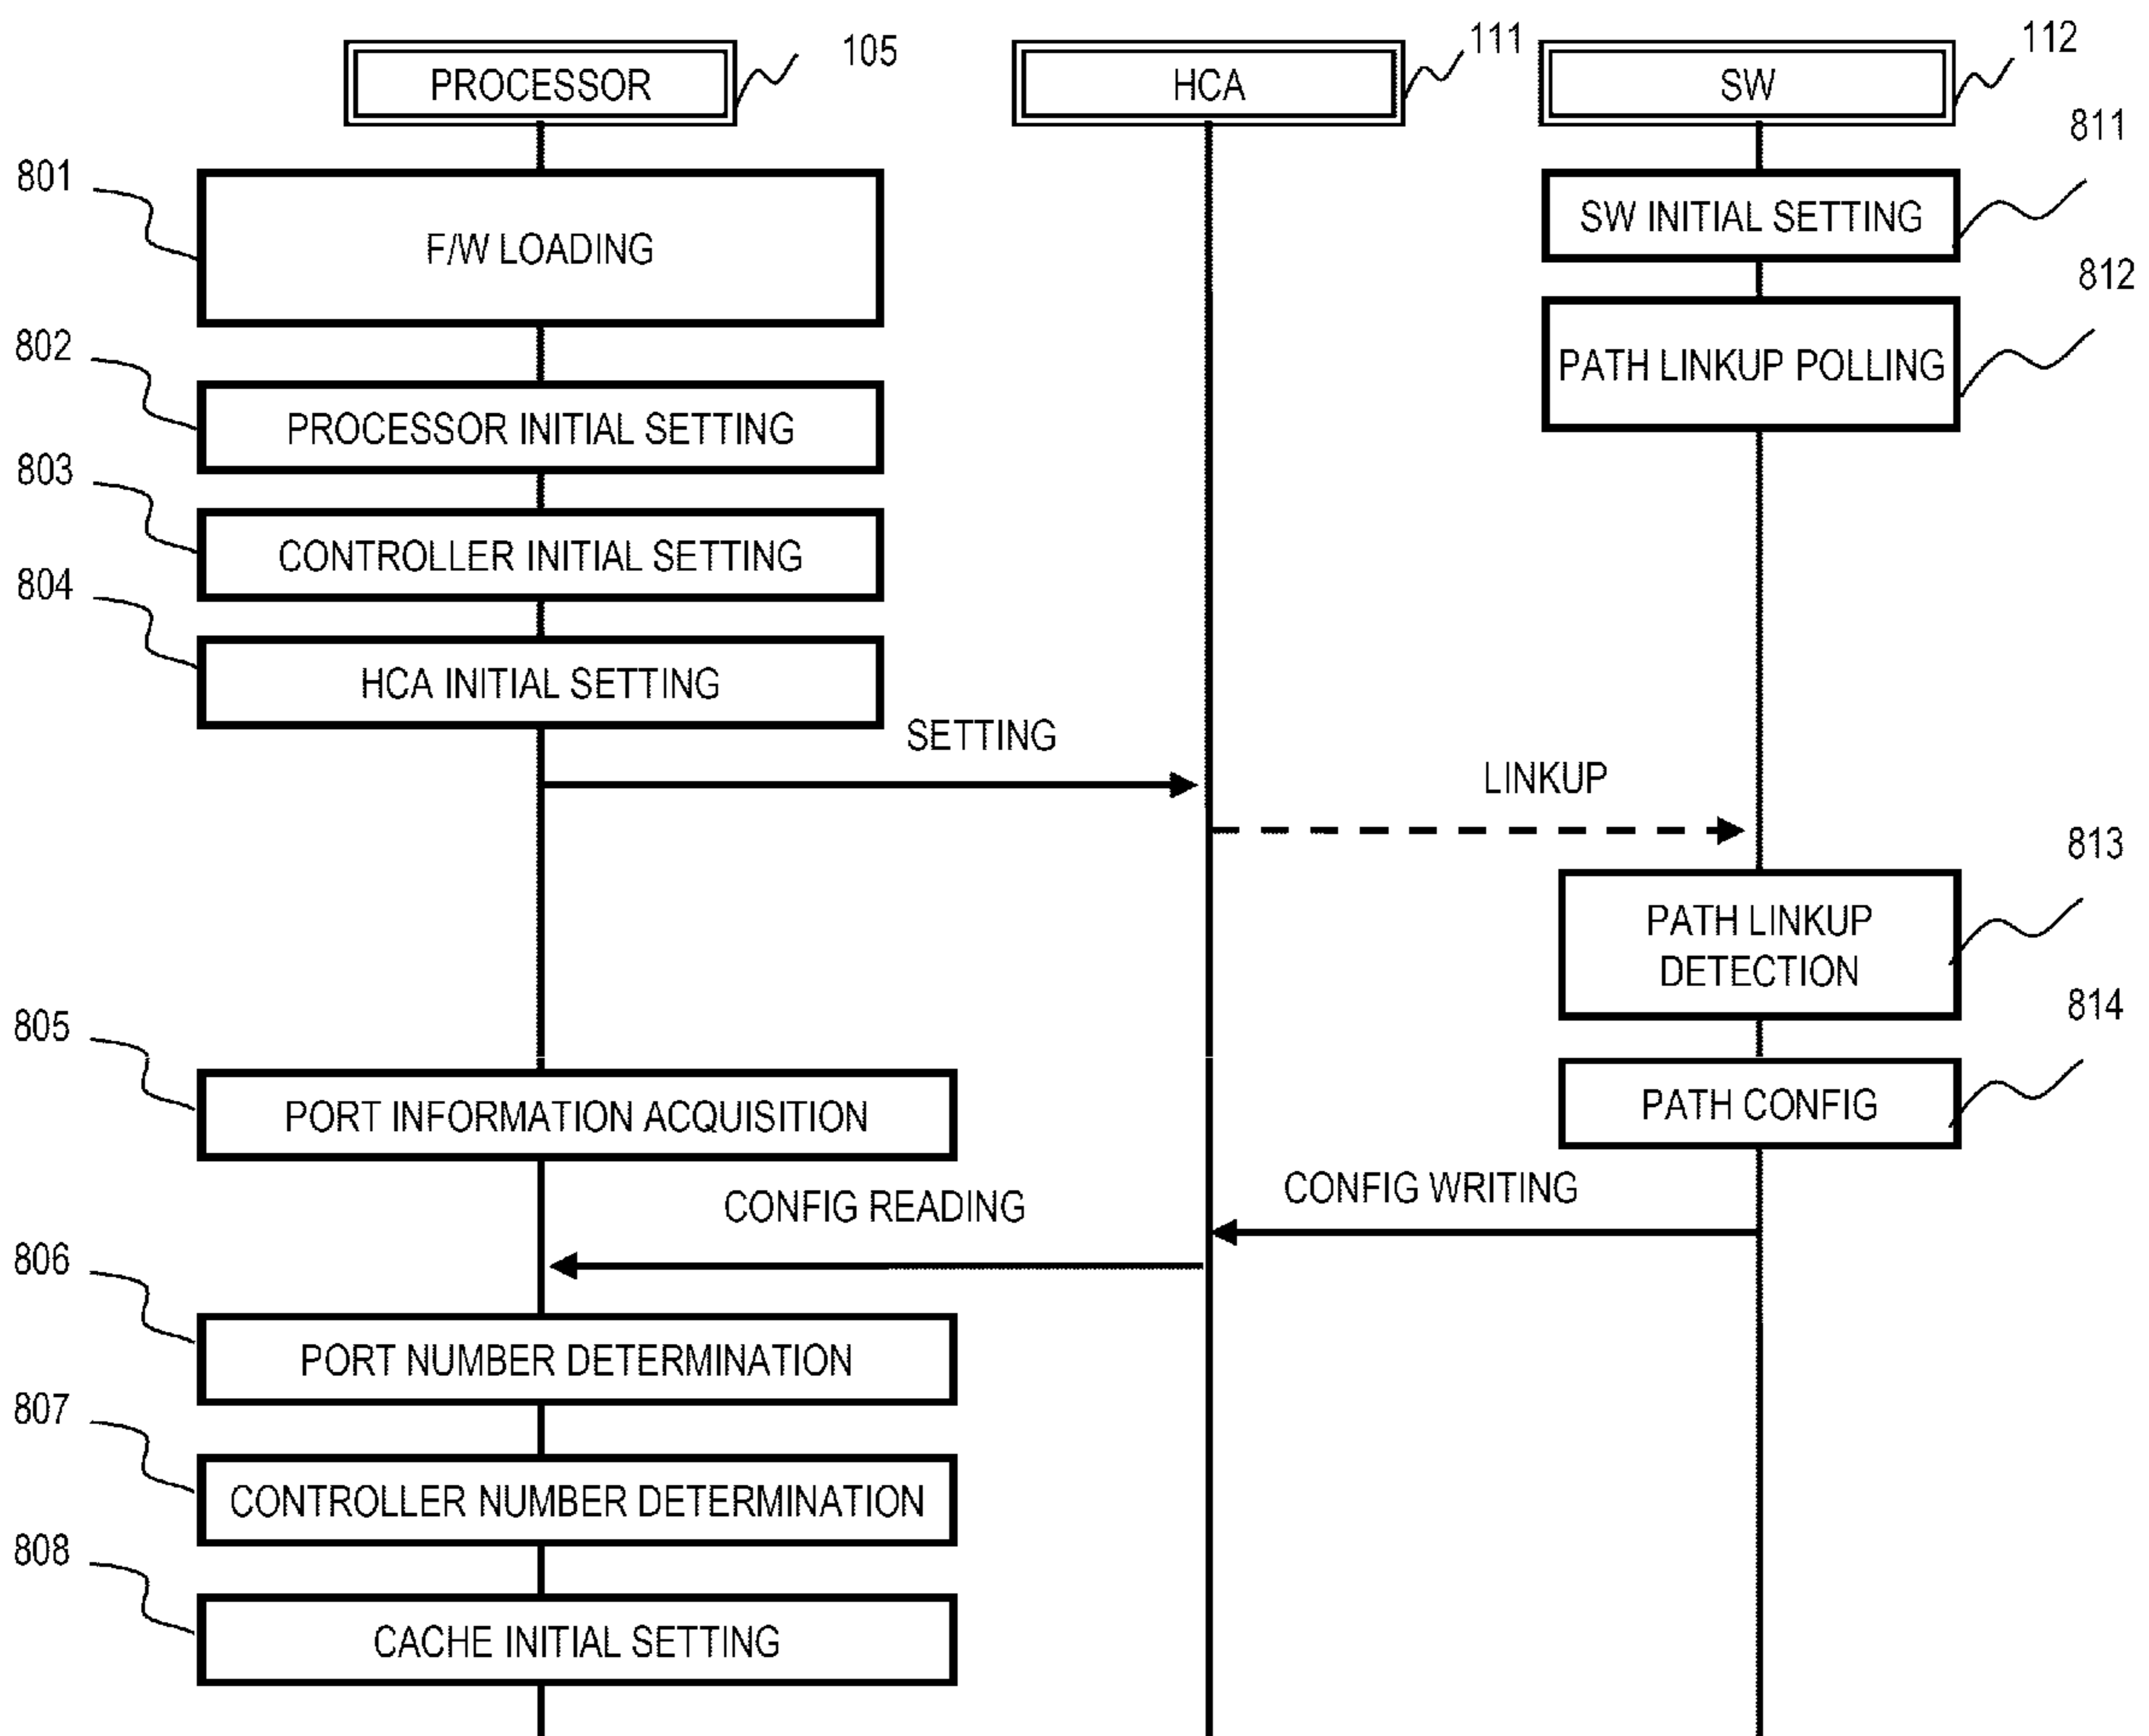 PROCESSOR
105
HCA
111
SW
112
801
F/W LOADING
SW INITIAL SETTING
811
802
PROCESSOR INITIAL SETTING
PATH LINKUP POLLING
812
803
CONTROLLER INITIAL SETTING
804
HCA INITIAL SETTING
SETTING
LINKUP
PATH LINKUP
DETECTION
813
805
PORT INFORMATION ACQUISITION
PATH CONFIG
814
CONFIG READING
CONFIG WRITING
806
PORT NUMBER DETERMINATION
807
CONTROLLER NUMBER DETERMINATION
808
CACHE INITIAL SETTING